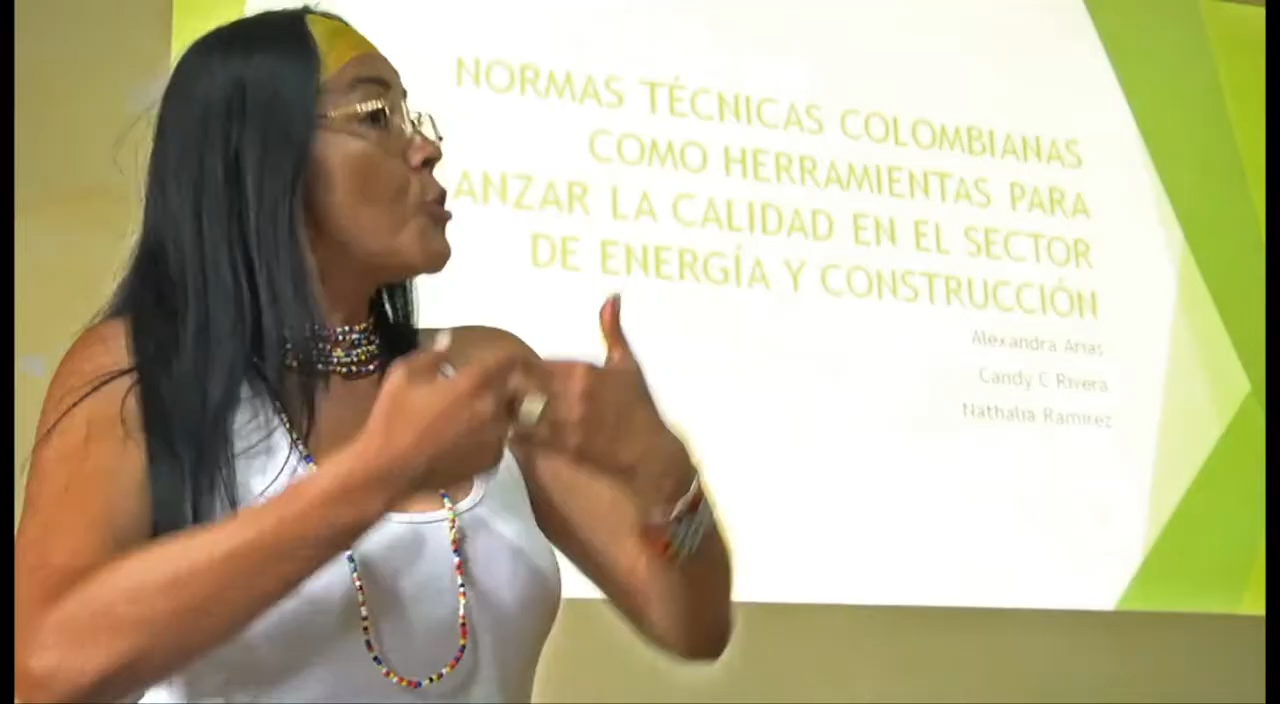 NORMAS TÉCNICAS COLOMBIANAS
COMO HERRAMIENTAS PARA
ANZAR LA CALIDAD EN EL SECTOR
DE ENERGÍA Y CONSTRUCCIÓN
Alexandra Arias
Candy C Rivera
Nathalia Ramirez